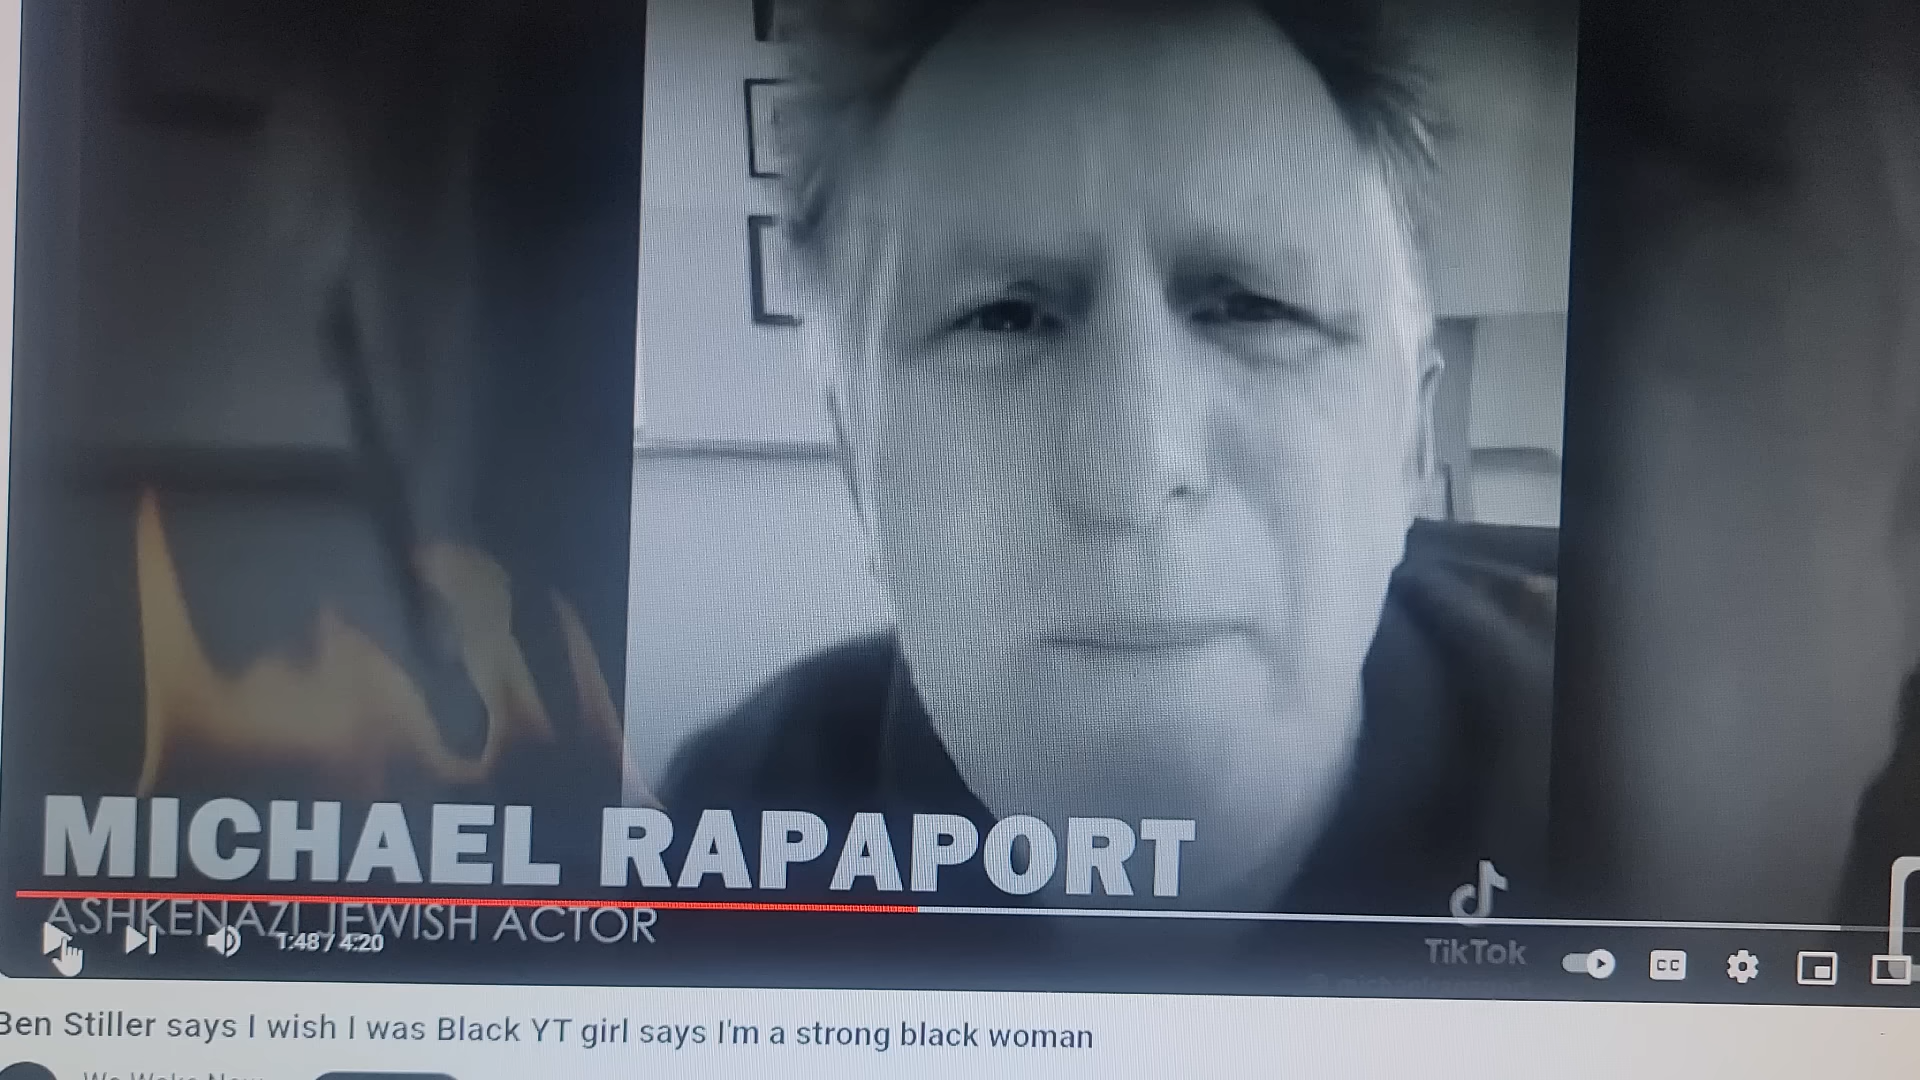 MICHAEL RAPAPORT
ASHKENAZI JEWISH ACTOR
1:48 / 4:20
TikTok
CC
Ben Stiller says I wish I was Black YT girl says I'm a strong black woman